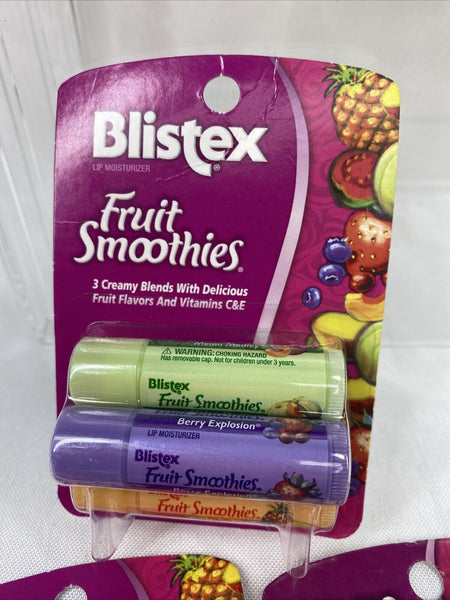 Blistex®
LIP MOISTURIZER
Fruit
Smoothies®
3 Creamy Blends With Delicious
Fruit Flavors And Vitamins C&E
Melon Medley
⚠ WARNING: CHOKING HAZARD
Has removable cap. Not for children under 3 years.
Blistex
Fruit Smoothies
Berry Explosion®
LIP MOISTURIZER
Blistex
Fruit Smoothies®
Berry Explosion
Fruit Smoothies